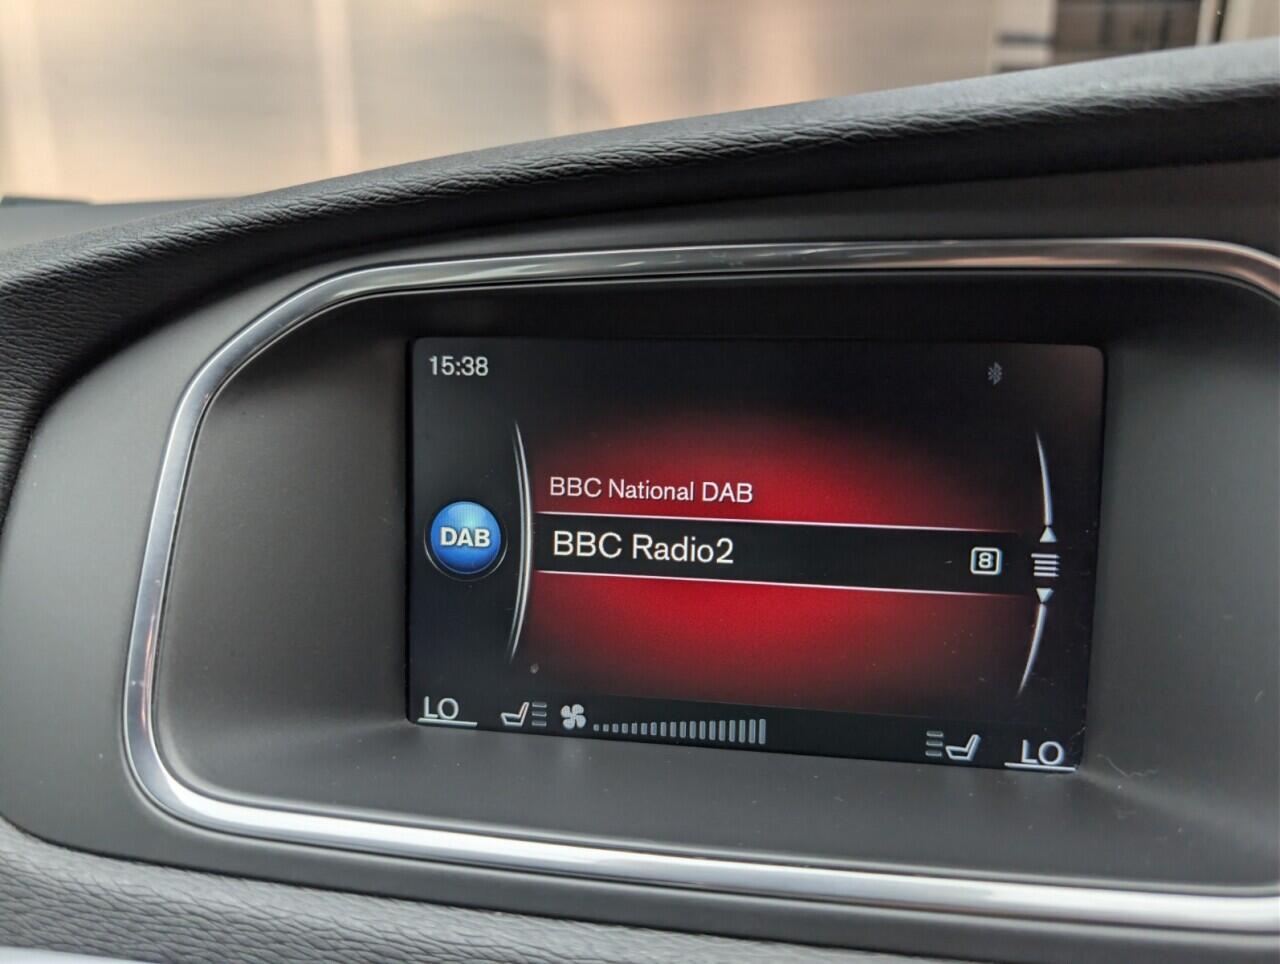 15:38
BBC National DAB
DAB
BBC Radio2
8
LO
LO